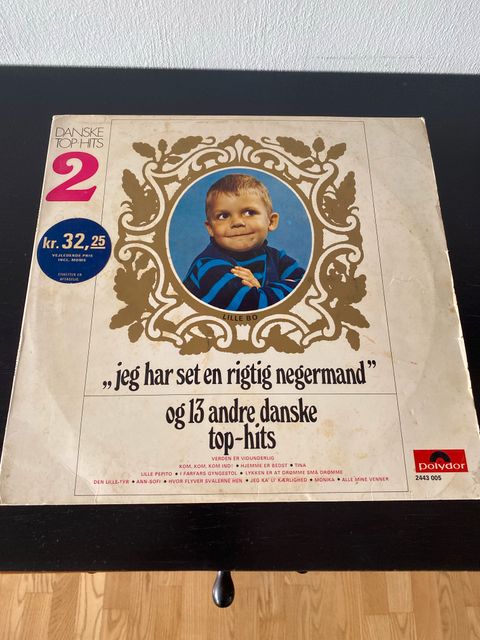 DANSKE
TOP HITS
2
kr. 32,25
VEJLEDENDE PRIS
INCL. MOMS
ETIKETTEN ER
AFTAGELIG
LILLE BO
„jeg har set en rigtig negermand”
og 13 andre danske
top-hits
VERDEN ER VIDUNDERLIG
KOM, KOM, KOM IND! • HJEMME ER BEDST • TINA
LILLE PEPITO • I FARFARS GYNGESTOL • LYKKEN ER AT DRØMME SMÅ DRØMME
DEN LILLE TYR • ANN-SOFI • HVOR FLYVER SVALERNE HEN • JEG KA' LI' KÆRLIGHED • MONIKA • ALLE MINE VENNER
polydor
2443 005